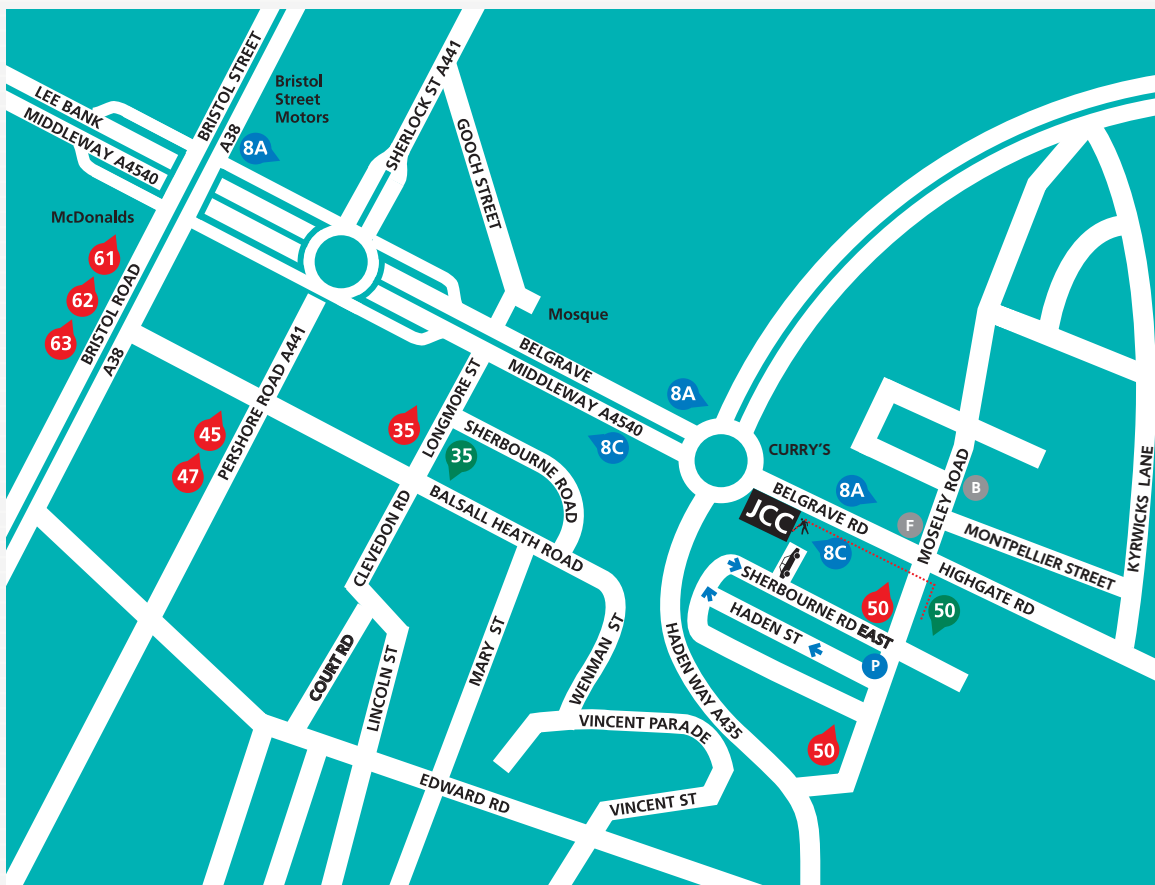 BRISTOL STREET
A38
Bristol
Street
Motors
SHERLOCK ST A441
LEE BANK
MIDDLEWAY A4540
8A
GOOCH STREET
McDonalds
61
62
63
BRISTOL ROAD
A38
Mosque
PERSHORE ROAD A441
45
47
BELGRAVE
MIDDLEWAY A4540
8A
8C
LONGMORE ST
35
35
SHERBOURNE ROAD
CURRY'S
BALSALL HEATH ROAD
CLEVEDON RD
8A
BELGRAVE RD
JCC
8C
F
B
MOSELEY ROAD
MONTPELLIER STREET
KYRWICKS LANE
HIGHGATE RD
SHERBOURNE RD EAST
50
50
HADEN ST
P
COURT RD
LINCOLN ST
MARY ST
WENMAN ST
HADEN WAY A435
VINCENT PARADE
50
EDWARD RD
VINCENT ST